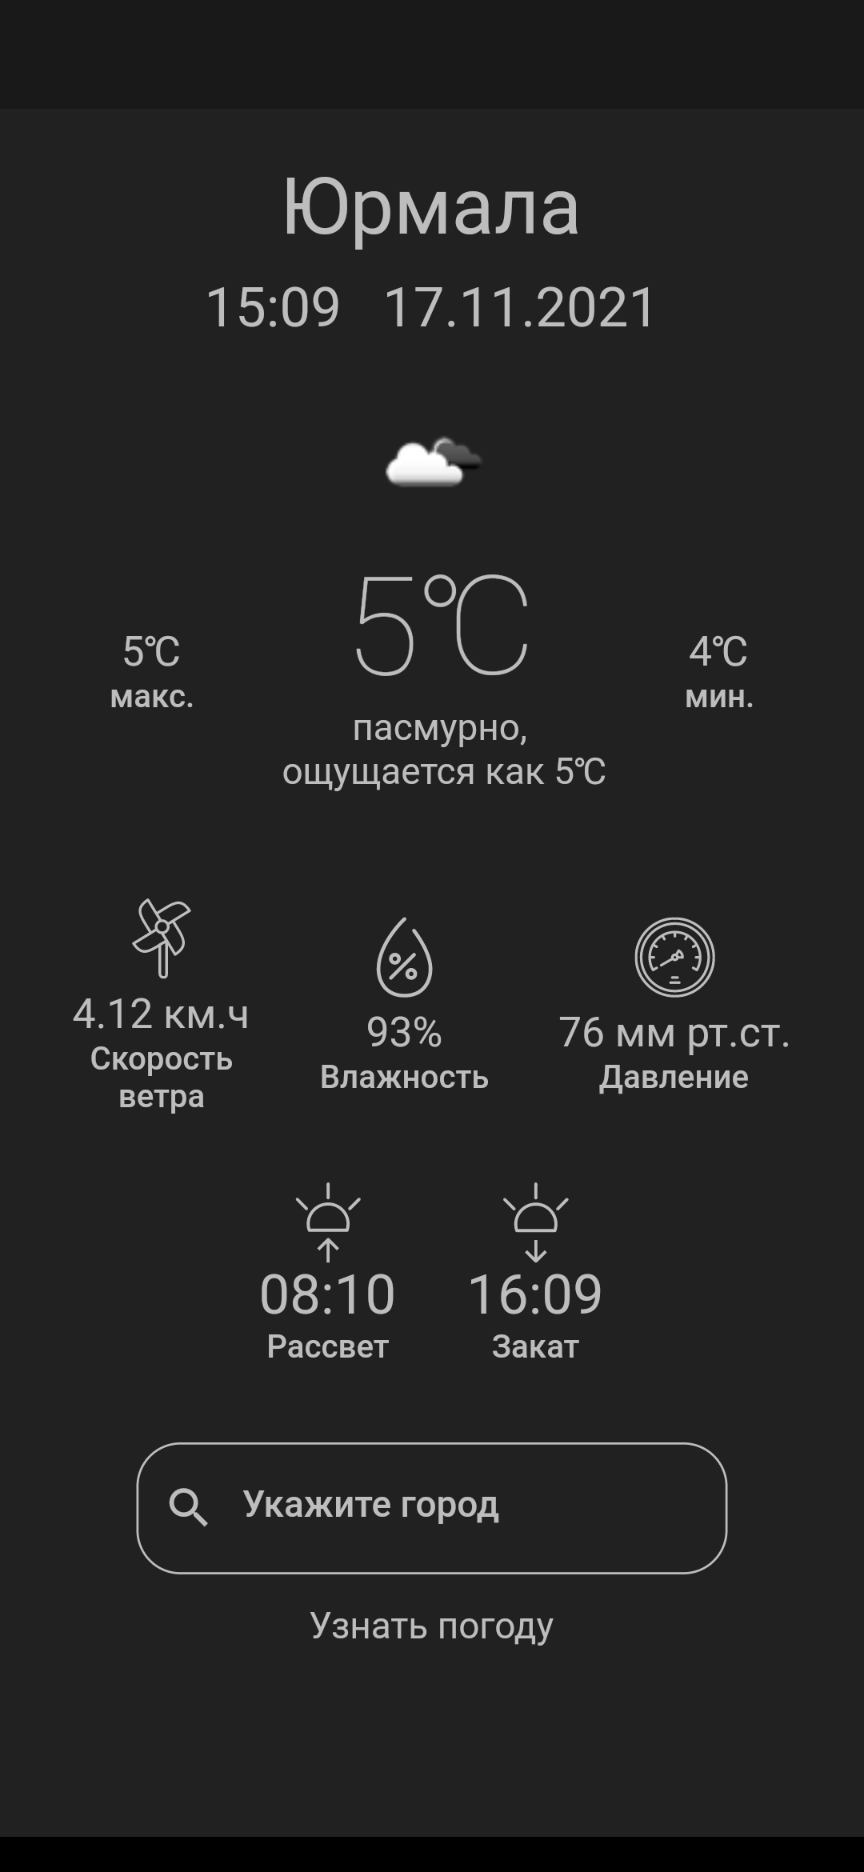 Юрмала
15:09 17.11.2021
5℃
5℃
макс.
4℃
мин.
пасмурно,
ощущается как 5℃
4.12 км.ч
Скорость
ветра
%
93%
Влажность
76 мм рт.ст.
Давление
08:10
Рассвет
16:09
Закат
Укажите город
Узнать погоду